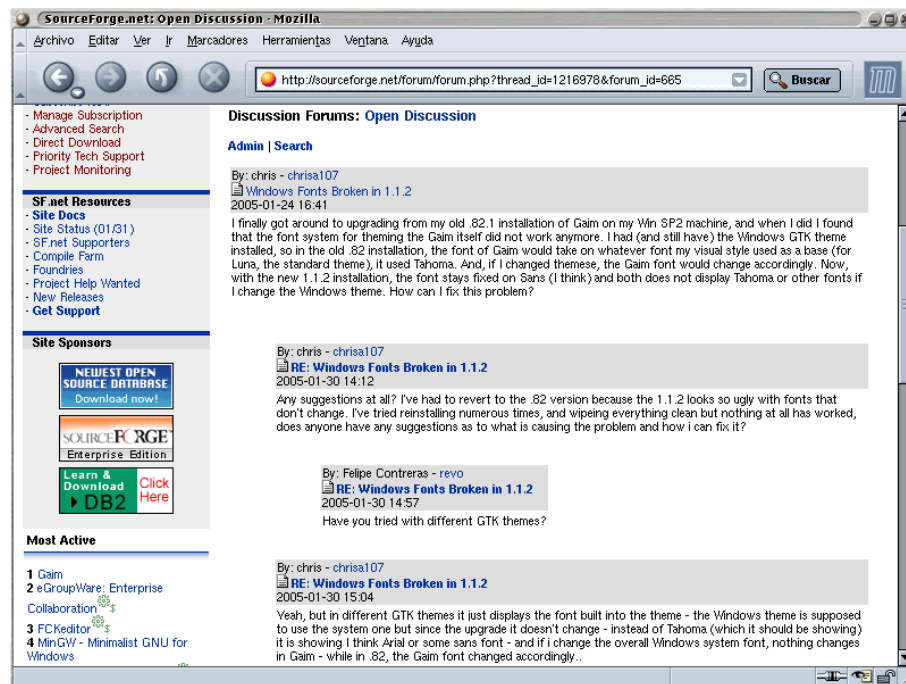 SourceForge.net: Open Discussion - Mozilla
Archivo Editar Ver Ir Marcadores Herramientas Ventana Ayuda
http://sourceforge.net/forum/forum.php?thread_id=1216978&forum_id=665
Buscar
- Manage Subscription
- Advanced Search
- Direct Download
- Priority Tech Support
- Project Monitoring
SF.net Resources
- Site Docs
- Site Status (01/31)
- SF.net Supporters
- Compile Farm
- Foundries
- Project Help Wanted
- New Releases
- Get Support
Site Sponsors
NEWEST OPEN
SOURCE DATABASE
Download now!
SOURCEFORGE
Enterprise Edition
Learn &
Download
DB2
Click
Here
Most Active
1 Gaim
2 eGroupWare: Enterprise
Collaboration $
3 FCKeditor $
4 MinGW - Minimalist GNU for
Windows
Discussion Forums: Open Discussion
Admin | Search
By: chris - chrisa107
Windows Fonts Broken in 1.1.2
2005-01-24 16:41
I finally got around to upgrading from my old .82.1 installation of Gaim on my Win SP2 machine, and when I did I found
that the font system for theming the Gaim itself did not work anymore. I had (and still have) the Windows GTK theme
installed, so in the old .82 installation, the font of Gaim would take on whatever font my visual style used as a base (for
Luna, the standard theme), it used Tahoma. And, if I changed themese, the Gaim font would change accordingly. Now,
with the new 1.1.2 installation, the font stays fixed on Sans (I think) and both does not display Tahoma or other fonts if
I change the Windows theme. How can I fix this problem?
By: chris - chrisa107
RE: Windows Fonts Broken in 1.1.2
2005-01-30 14:12
Any suggestions at all? I've had to revert to the .82 version because the 1.1.2 looks so ugly with fonts that
don't change. I've tried reinstalling numerous times, and wipeing everything clean but nothing at all has worked,
does anyone have any suggestions as to what is causing the problem and how i can fix it?
By: Felipe Contreras - revo
RE: Windows Fonts Broken in 1.1.2
2005-01-30 14:57
Have you tried with different GTK themes?
By: chris - chrisa107
RE: Windows Fonts Broken in 1.1.2
2005-01-30 15:04
Yeah, but in different GTK themes it just displays the font built into the theme - the Windows theme is supposed
to use the system one but since the upgrade it doesn't change - instead of Tahoma (which it should be showing)
it is showing I think Arial or some sans font - and if i change the overall Windows system font, nothing changes
in Gaim - while in .82, the Gaim font changed accordingly..